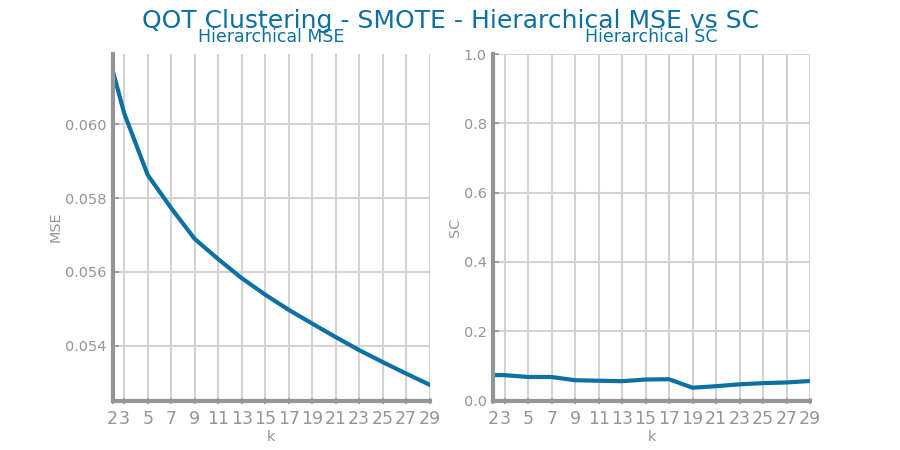 QOT Clustering - SMOTE - Hierarchical MSE vs SC
Hierarchical MSE
0.060
0.058
0.056
0.054
MSE
2 3 5 7 9 11 13 15 17 19 21 23 25 27 29
k
Hierarchical SC
1.0
0.8
0.6
0.4
0.2
0.0
SC
2 3 5 7 9 11 13 15 17 19 21 23 25 27 29
k